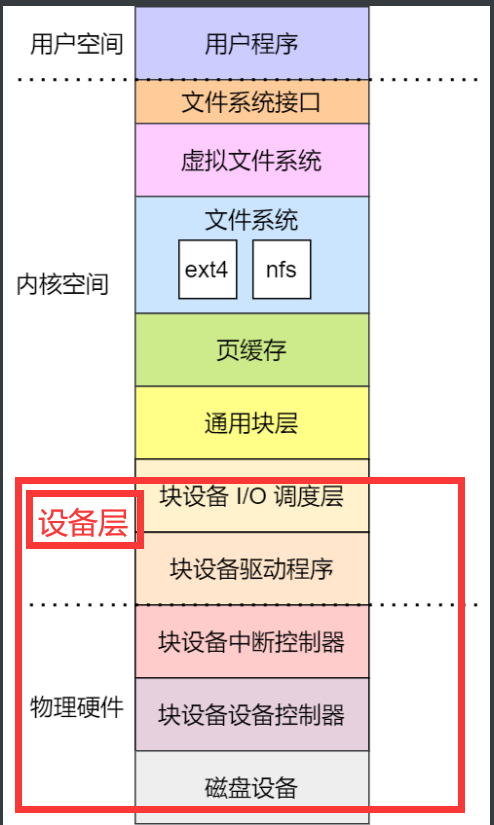 用户空间
用户程序
文件系统接口
虚拟文件系统
文件系统
ext4
nfs
内核空间
页缓存
通用块层
块设备 I/O 调度层
设备层
块设备驱动程序
块设备中断控制器
物理硬件
块设备设备控制器
磁盘设备